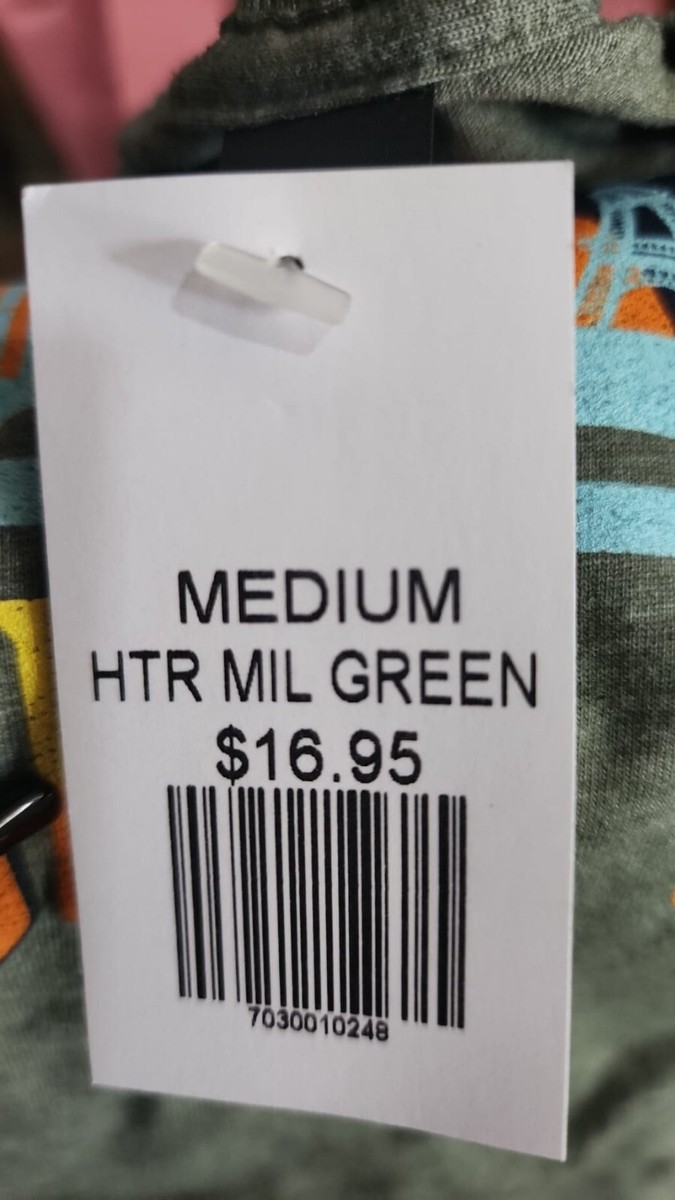 MEDIUM
HTR MIL GREEN
$16.95
7030010248